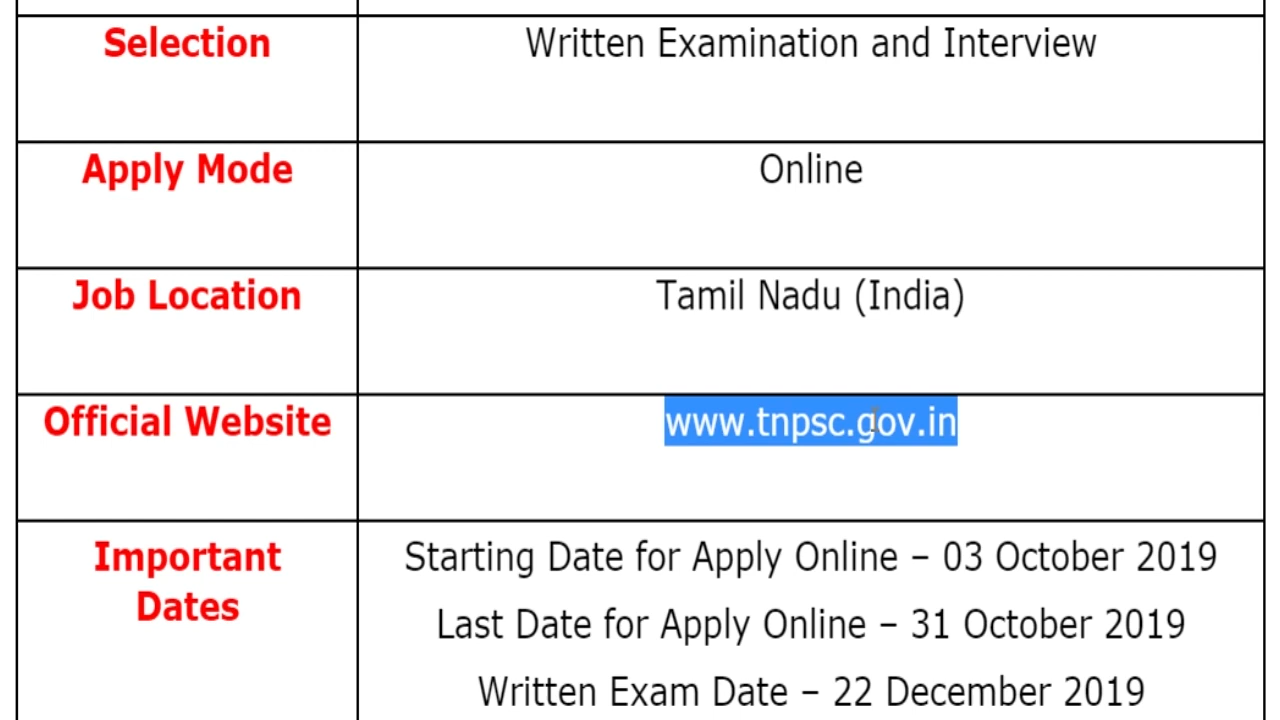 Selection
Written Examination and Interview
Apply Mode
Online
Job Location
Tamil Nadu (India)
Official Website
www.tnpsc.gov.in
Important
Dates
Starting Date for Apply Online – 03 October 2019
Last Date for Apply Online – 31 October 2019
Written Exam Date – 22 December 2019